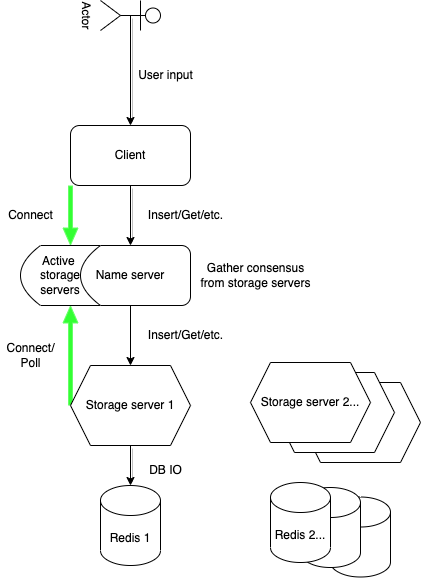 Actor
User input
Client
Connect
Insert/Get/etc.
Active
storage
servers
Name server
Gather consensus
from storage servers
Connect/
Poll
Insert/Get/etc.
Storage server 1
Storage server 2...
DB IO
Redis 1
Redis 2...